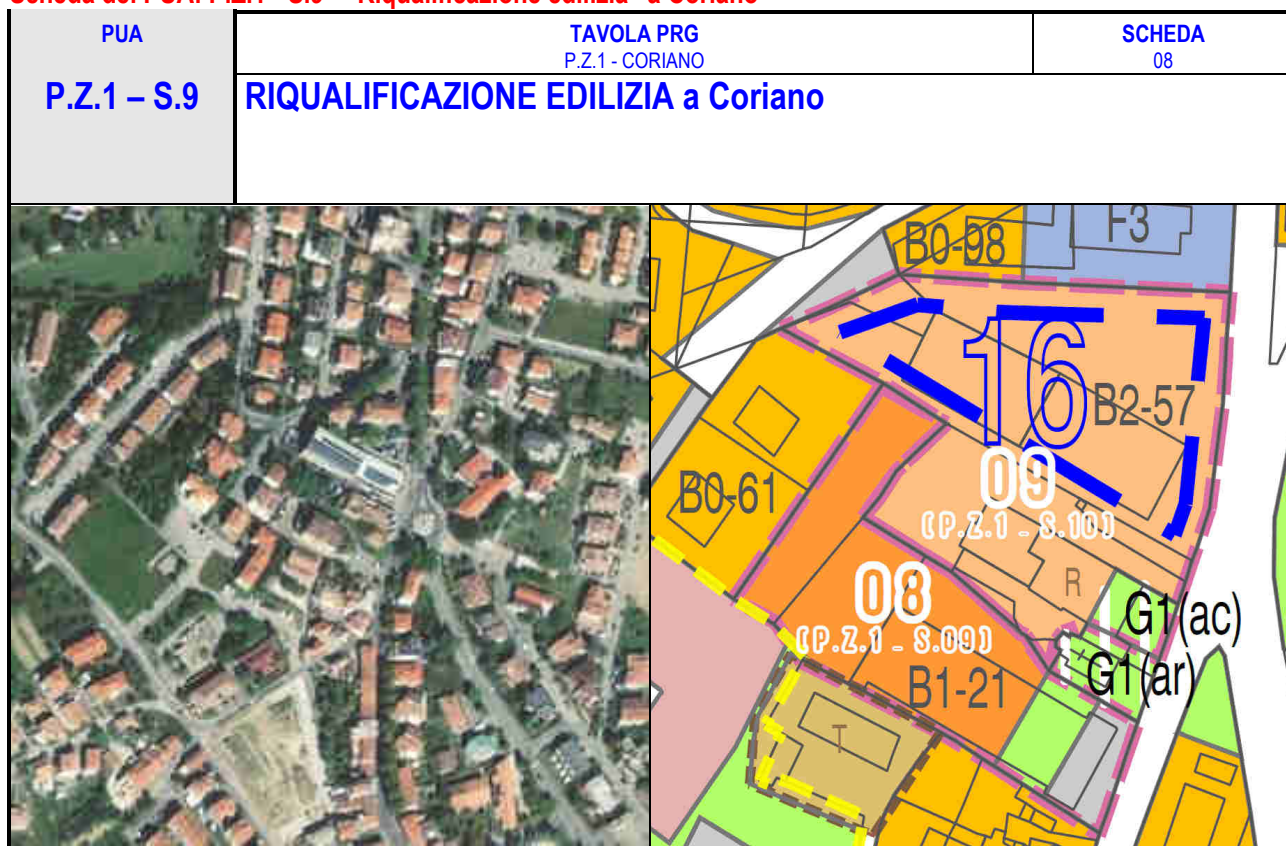 PUA
TAVOLA PRG
SCHEDA
P.Z.1 - CORIANO
08
P.Z.1 – S.9
RIQUALIFICAZIONE EDILIZIA a Coriano
B0-98
F3
16
B2-57
B0-61
09
(P.Z.1 - S.10)
R
08
(P.Z.1 - S.09)
G1(ac)
G1(ar)
B1-21
T